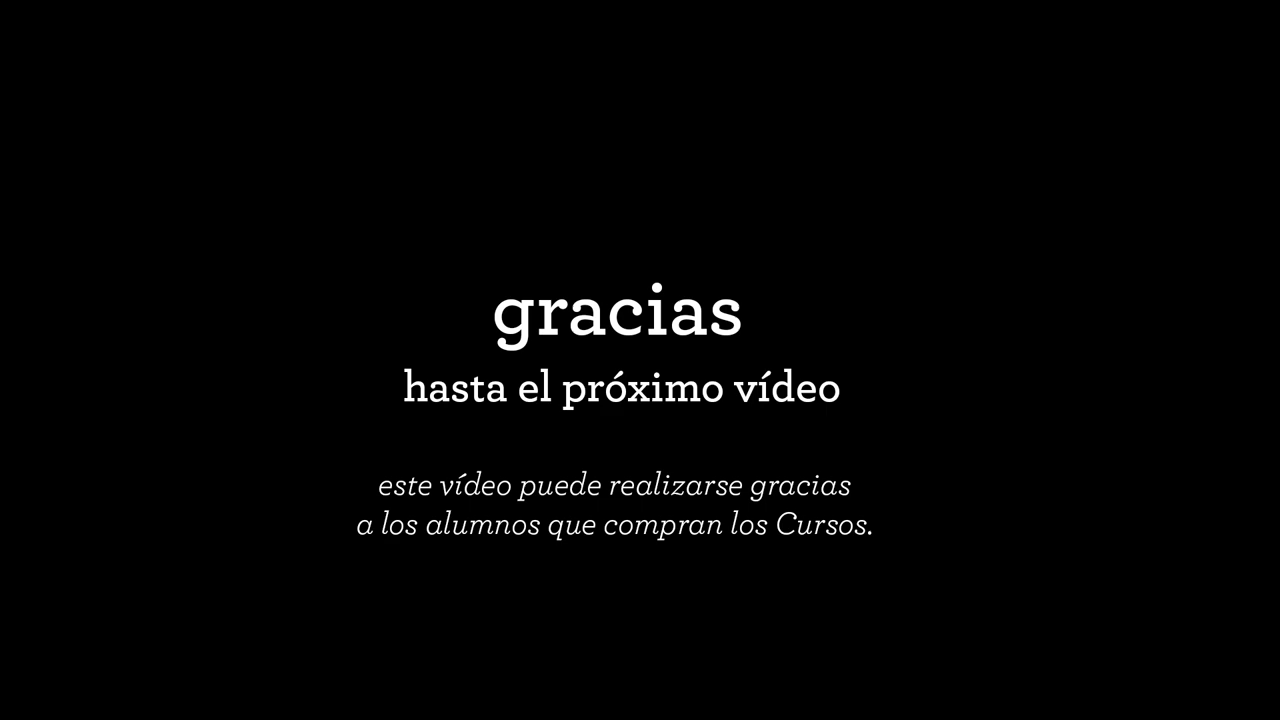 gracias
hasta el próximo vídeo
este vídeo puede realizarse gracias
a los alumnos que compran los Cursos.